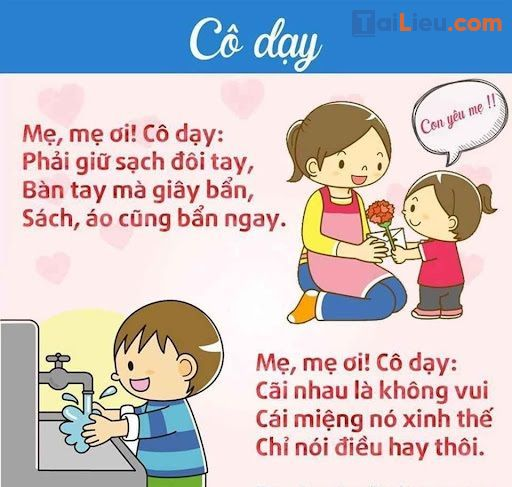 TaiLieu.com
Cô dạy
Mẹ, mẹ ơi! Cô dạy:
Phải giữ sạch đôi tay,
Bàn tay mà giây bẩn,
Sách, áo cũng bẩn ngay.
Con yêu mẹ !!
Mẹ, mẹ ơi! Cô dạy:
Cãi nhau là không vui
Cái miệng nó xinh thế
Chỉ nói điều hay thôi.